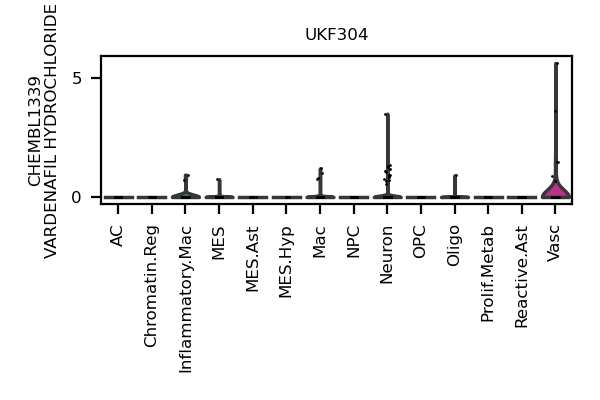 UKF304
CHEMBL1339
VARDENAFIL HYDROCHLORIDE
5
0
AC
Chromatin.Reg
Inflammatory.Mac
MES
MES.Ast
MES.Hyp
Mac
NPC
Neuron
OPC
Oligo
Prolif.Metab
Reactive.Ast
Vasc